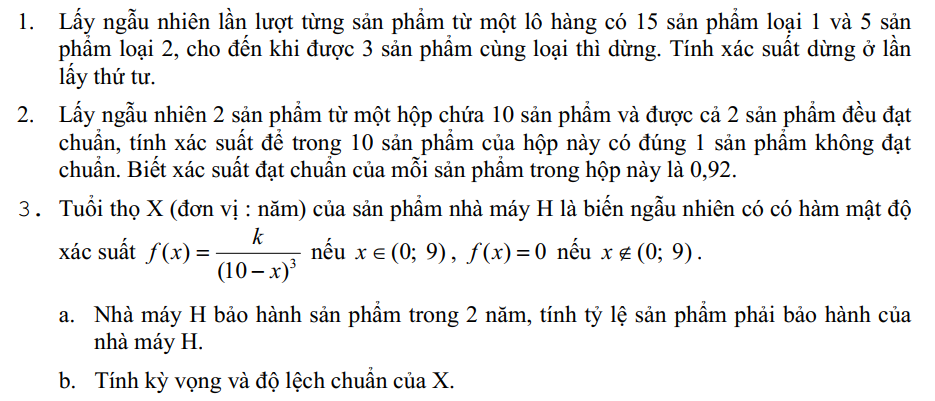 1. Lấy ngẫu nhiên lần lượt từng sản phẩm từ một lô hàng có 15 sản phẩm loại 1 và 5 sản
phẩm loại 2, cho đến khi được 3 sản phẩm cùng loại thì dừng. Tính xác suất dừng ở lần
lấy thứ tư.
2. Lấy ngẫu nhiên 2 sản phẩm từ một hộp chứa 10 sản phẩm và được cả 2 sản phẩm đều đạt
chuẩn, tính xác suất để trong 10 sản phẩm của hộp này có đúng 1 sản phẩm không đạt
chuẩn. Biết xác suất đạt chuẩn của mỗi sản phẩm trong hộp này là 0,92.
3. Tuổi thọ X (đơn vị : năm) của sản phẩm nhà máy H là biến ngẫu nhiên có có hàm mật độ
xác suất f(x) = k / (10 − x)³ nếu x ∈ (0; 9), f(x) = 0 nếu x ∉ (0; 9).
a. Nhà máy H bảo hành sản phẩm trong 2 năm, tính tỷ lệ sản phẩm phải bảo hành của
nhà máy H.
b. Tính kỳ vọng và độ lệch chuẩn của X.